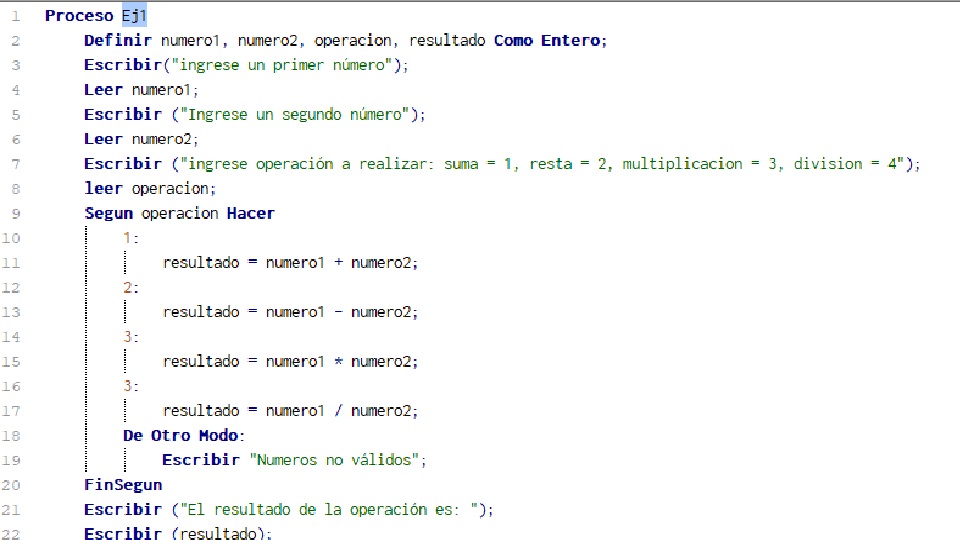 1 Proceso Ej1
2 Definir numero1, numero2, operacion, resultado Como Entero;
3 Escribir("ingrese un primer número");
4 Leer numero1;
5 Escribir ("Ingrese un segundo número");
6 Leer numero2;
7 Escribir ("ingrese operación a realizar: suma = 1, resta = 2, multiplicacion = 3, division = 4");
8 leer operacion;
9 Segun operacion Hacer
10 1:
11 resultado = numero1 + numero2;
12 2:
13 resultado = numero1 - numero2;
14 3:
15 resultado = numero1 * numero2;
16 3:
17 resultado = numero1 / numero2;
18 De Otro Modo:
19 Escribir "Numeros no válidos";
20 FinSegun
21 Escribir ("El resultado de la operación es: ");
22 Escribir (resultado);